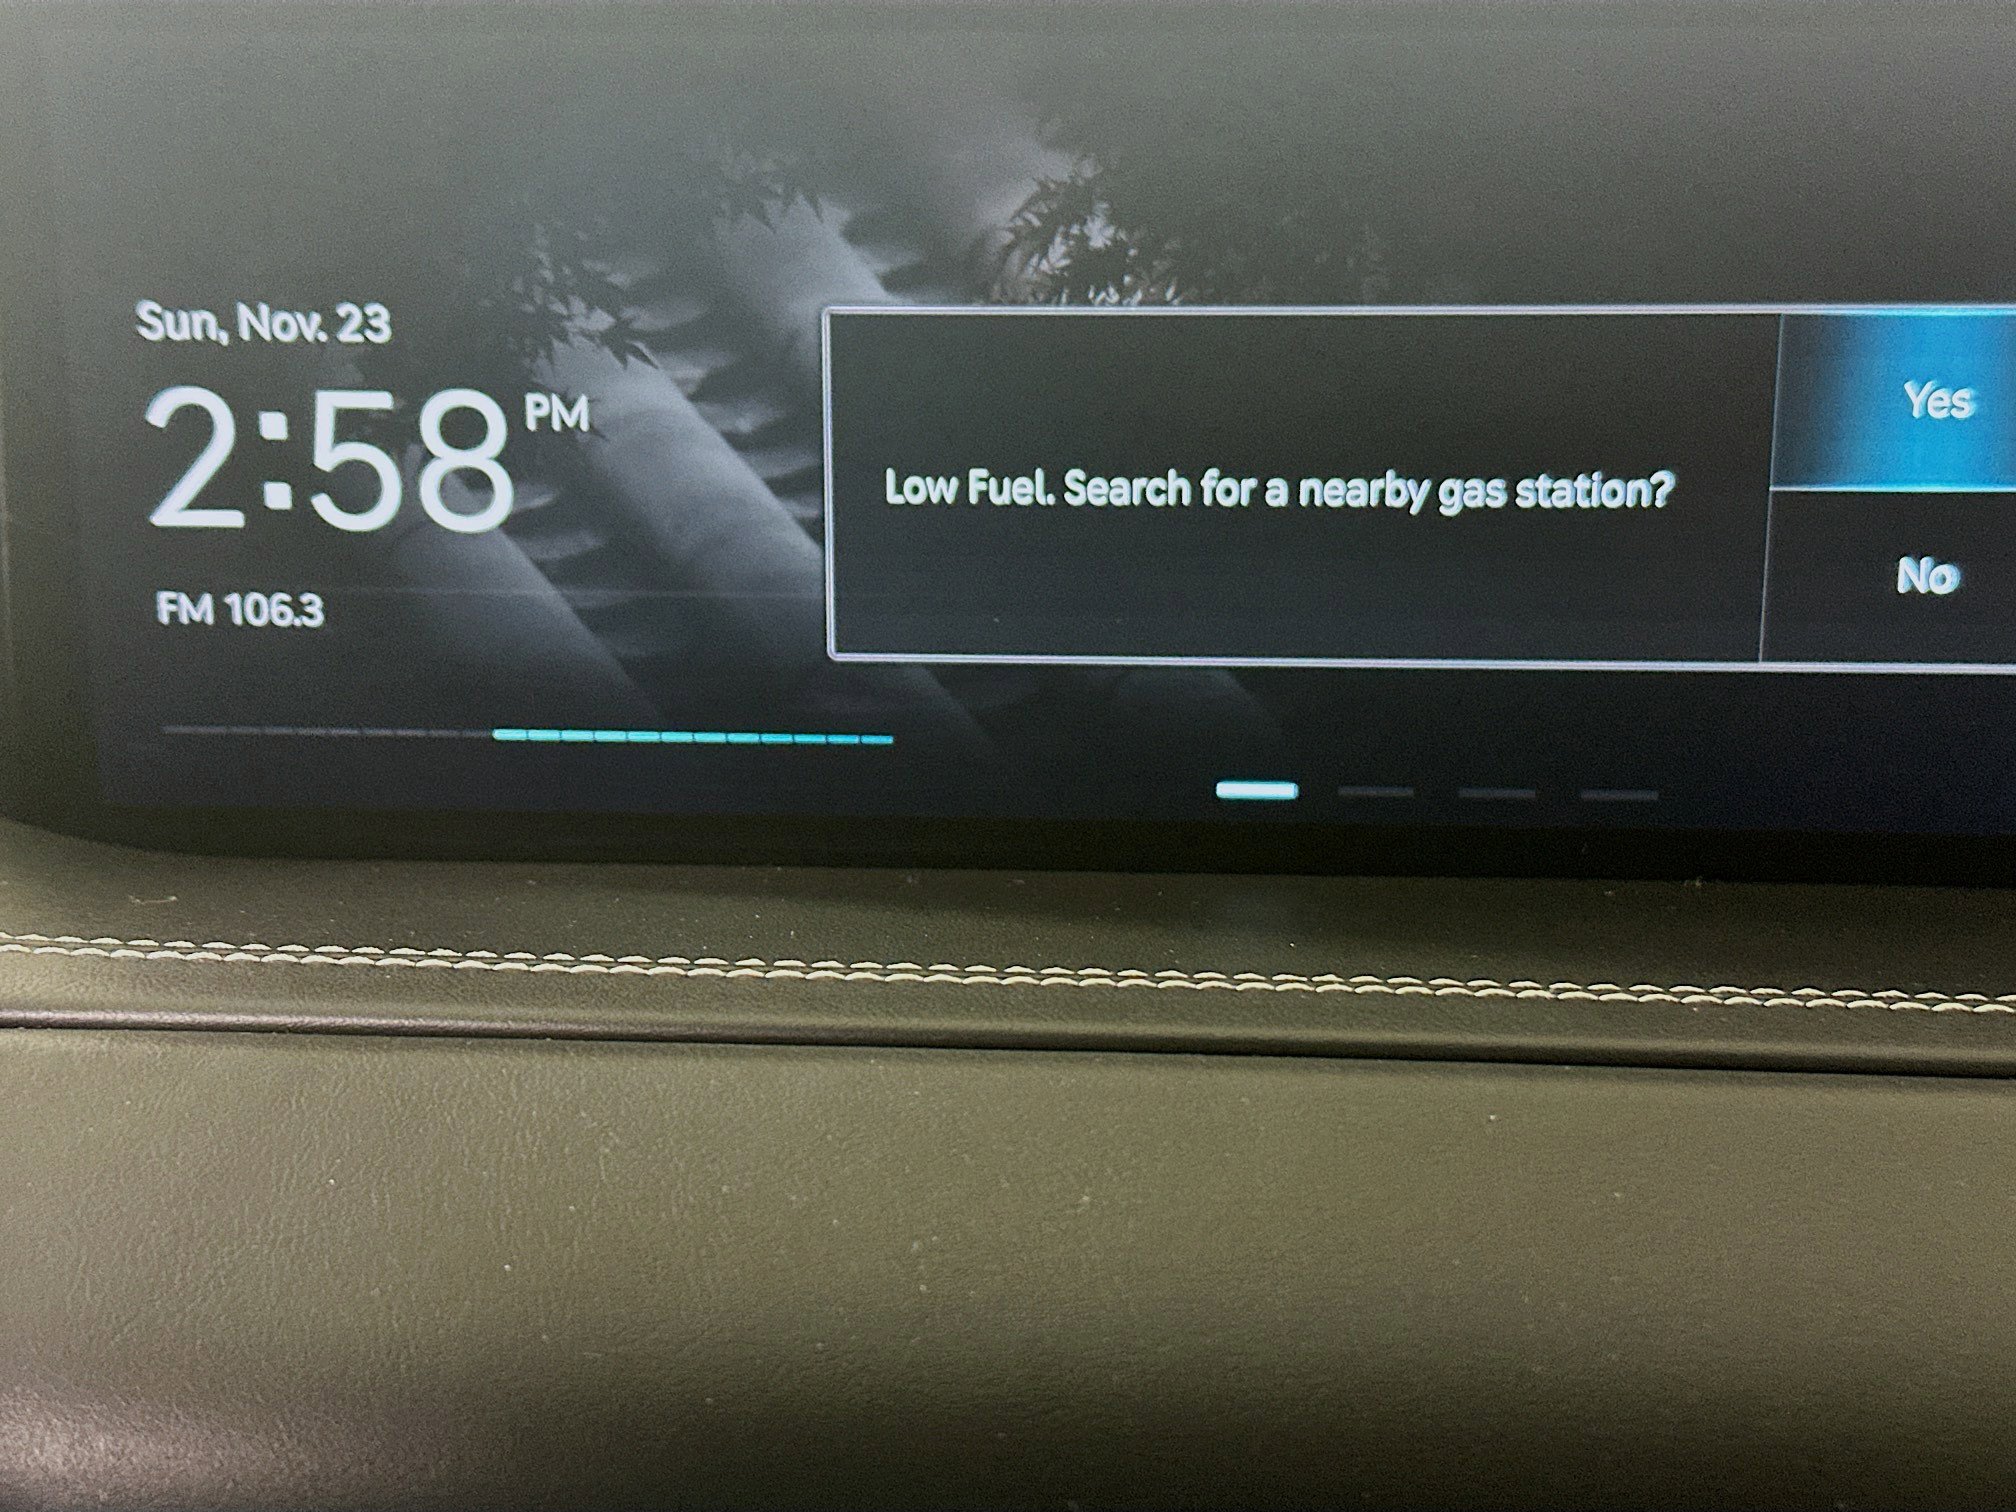 Sun, Nov. 23
2:58 PM
FM 106.3
Low Fuel. Search for a nearby gas station?
Yes
No